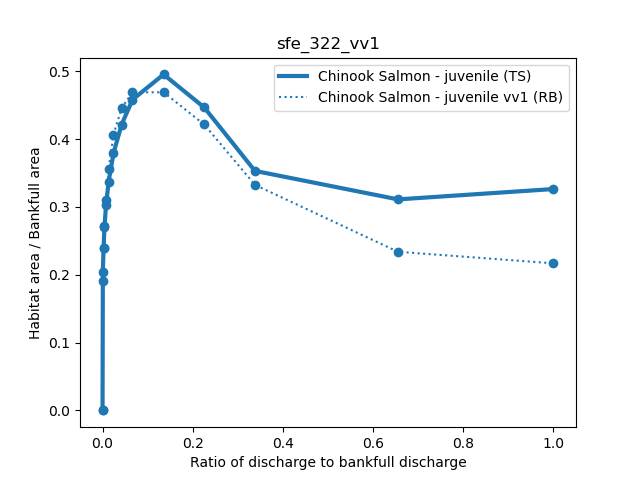 sfe_322_vv1
Chinook Salmon - juvenile (TS)
Chinook Salmon - juvenile vv1 (RB)
Habitat area / Bankfull area
0.5
0.4
0.3
0.2
0.1
0.0
0.0 0.2 0.4 0.6 0.8 1.0
Ratio of discharge to bankfull discharge